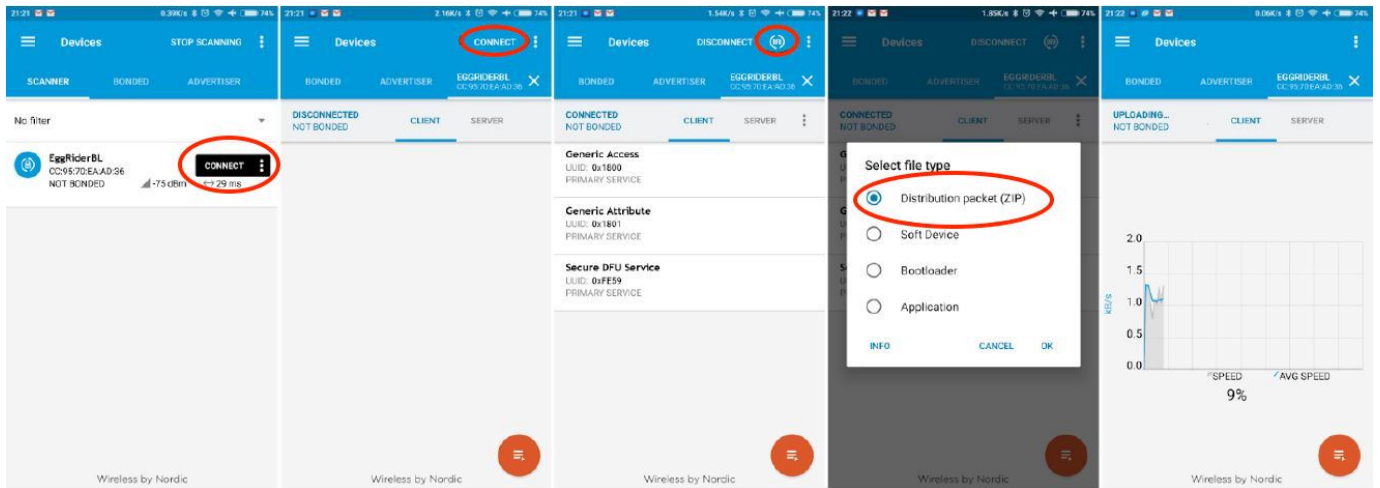 21:21 0.39K/s 74%
Devices STOP SCANNING
SCANNER BONDED ADVERTISER
No filter
EggRiderBL
CC:95:70:EA:AD:36
NOT BONDED -75 dBm ↔ 29 ms
CONNECT
Wireless by Nordic
21:21 2.16K/s 74%
Devices CONNECT
BONDED ADVERTISER EGGRIDERBL
CC:95:70:EA:AD:36
DISCONNECTED
NOT BONDED
CLIENT SERVER
Wireless by Nordic
21:21 1.54K/s 74%
Devices DISCONNECT
BONDED ADVERTISER EGGRIDERBL
CC:95:70:EA:AD:36
CONNECTED
NOT BONDED
CLIENT SERVER
Generic Access
UUID: 0x1800
PRIMARY SERVICE
Generic Attribute
UUID: 0x1801
PRIMARY SERVICE
Secure DFU Service
UUID: 0xFE59
PRIMARY SERVICE
Wireless by Nordic
21:22 1.85K/s 74%
Devices DISCONNECT
BONDED ADVERTISER EGGRIDERBL
CC:95:70:EA:AD:36
CONNECTED
NOT BONDED
CLIENT SERVER
Select file type
Distribution packet (ZIP)
Soft Device
Bootloader
Application
INFO CANCEL OK
Wireless by Nordic
21:22 0.06K/s 74%
Devices
BONDED ADVERTISER EGGRIDERBL
CC:95:70:EA:AD:36
UPLOADING...
NOT BONDED
CLIENT SERVER
2.0
1.5
1.0
0.5
0.0
kB/s
SPEED AVG SPEED
9%
Wireless by Nordic